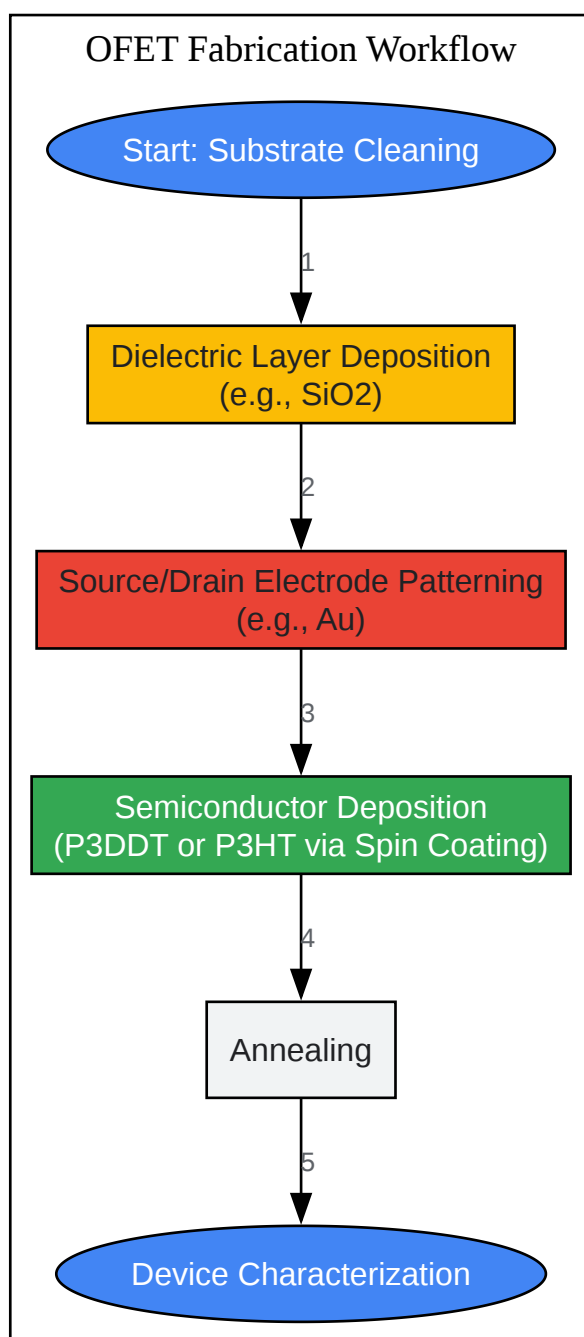 OFET Fabrication Workflow
Start: Substrate Cleaning
1
Dielectric Layer Deposition
(e.g., SiO2)
2
Source/Drain Electrode Patterning
(e.g., Au)
3
Semiconductor Deposition
(P3DDT or P3HT via Spin Coating)
4
Annealing
5
Device Characterization